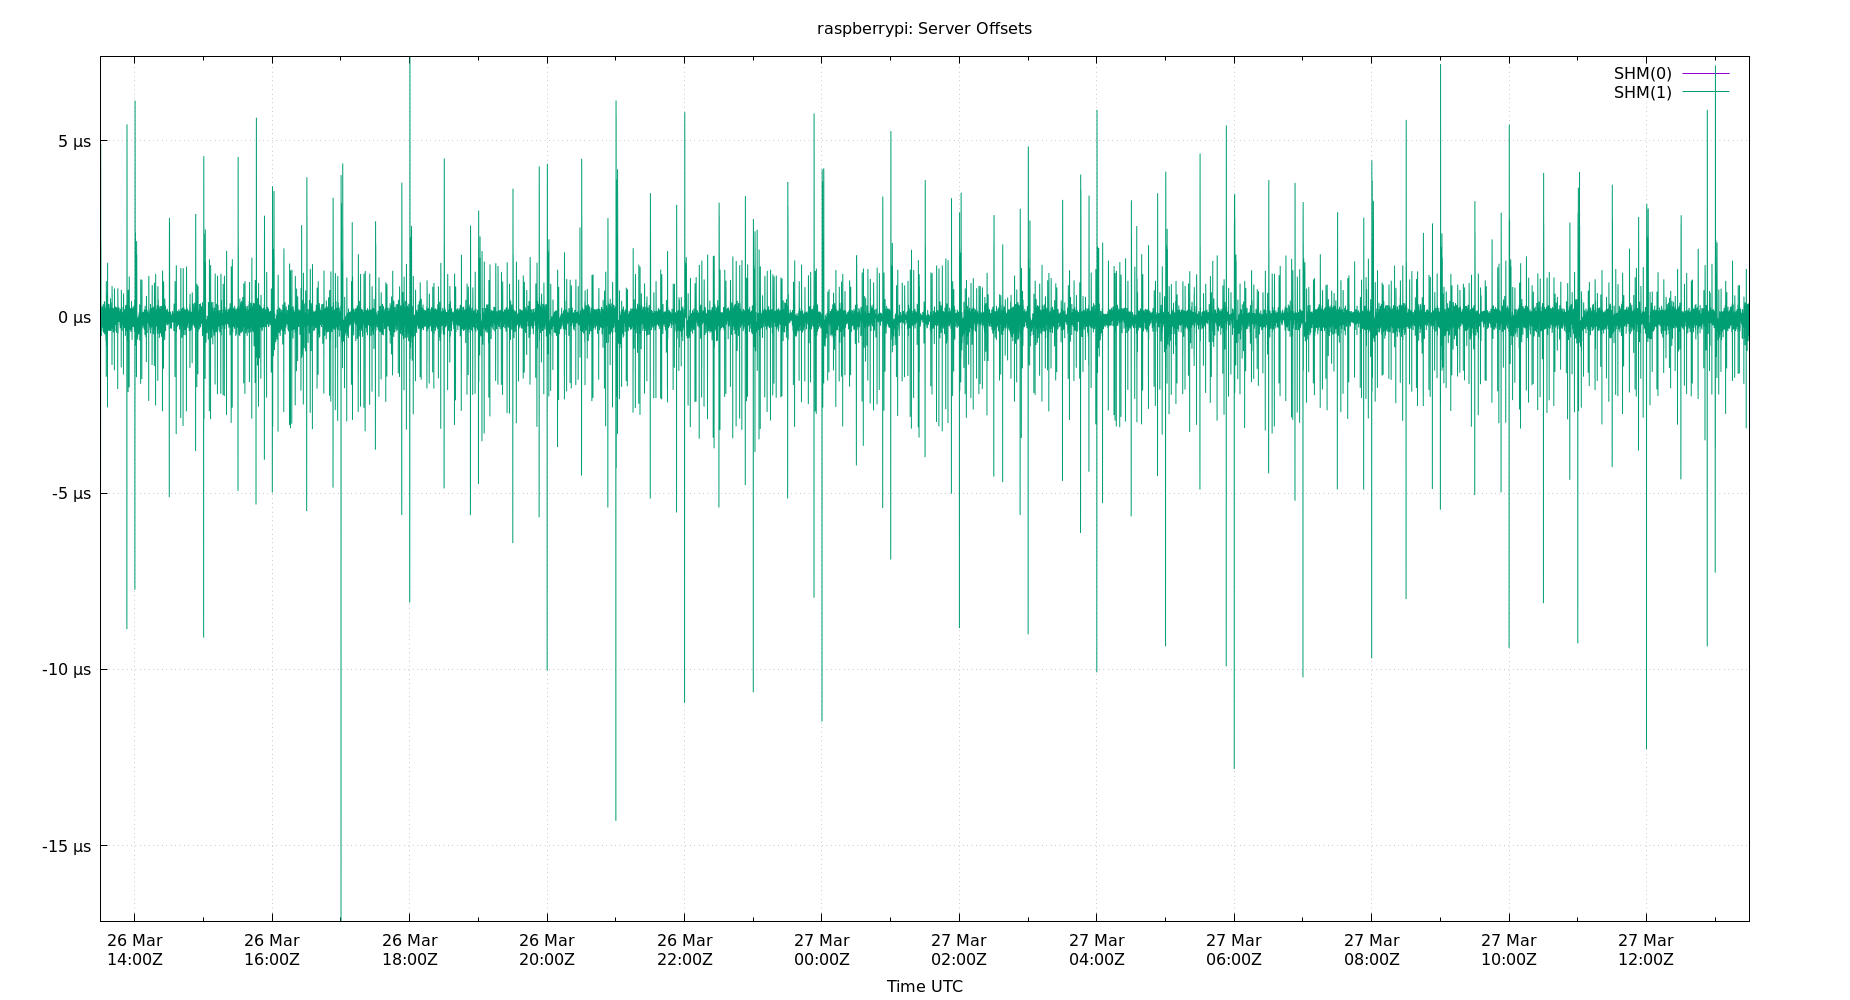 raspberrypi: Server Offsets
SHM(0)
SHM(1)
5 µs
0 µs
-5 µs
-10 µs
-15 µs
26 Mar 26 Mar 26 Mar 26 Mar 26 Mar 27 Mar 27 Mar 27 Mar 27 Mar 27 Mar 27 Mar 27 Mar
14:00Z 16:00Z 18:00Z 20:00Z 22:00Z 00:00Z 02:00Z 04:00Z 06:00Z 08:00Z 10:00Z 12:00Z
Time UTC